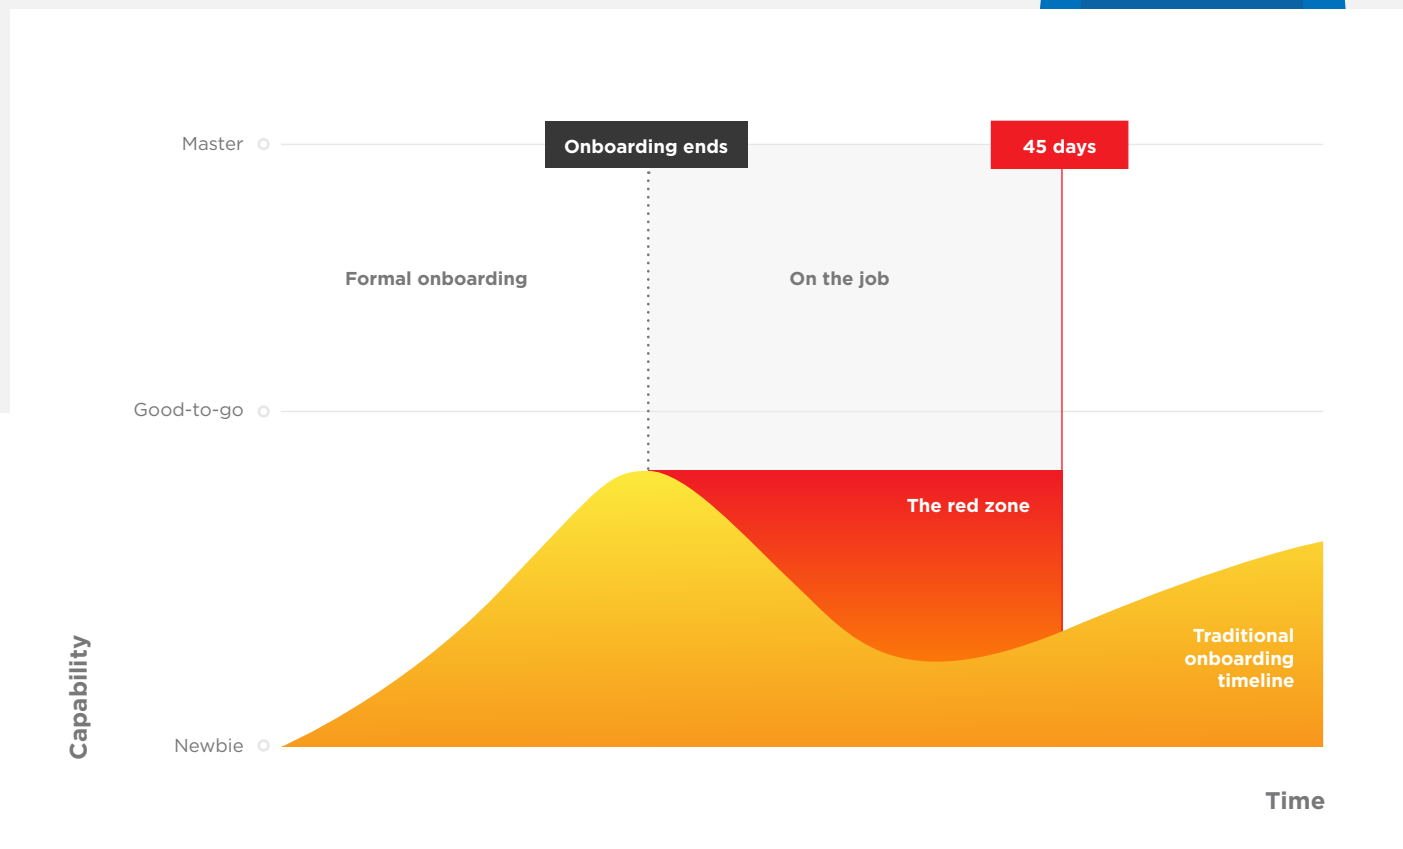 Master
Onboarding ends
45 days
Formal onboarding
On the job
Good-to-go
The red zone
Traditional
onboarding
timeline
Capability
Newbie
Time